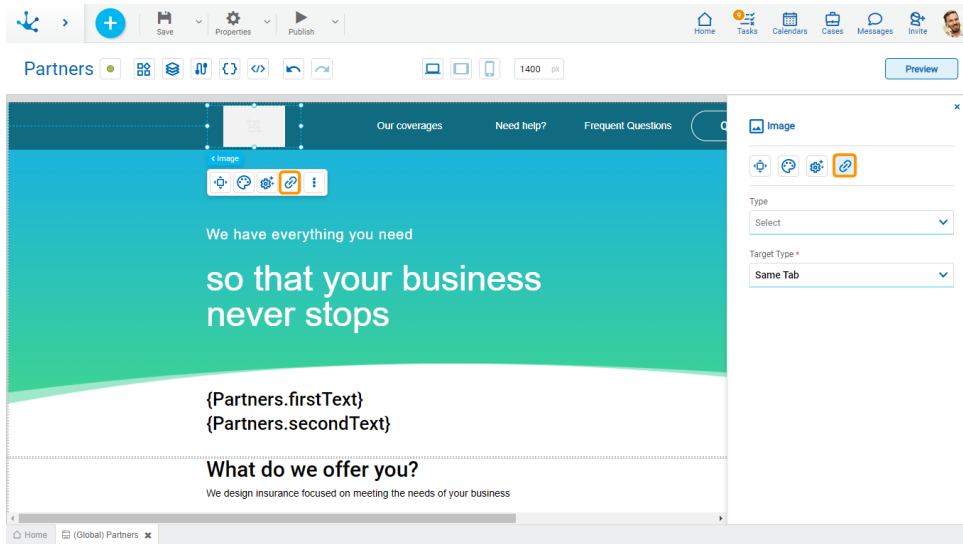 Save
Properties
Publish
Home
9
Tasks
Calendars
Cases
Messages
Invite
Partners
1400 px
Preview
Our coverages
Need help?
Frequent Questions
Image
We have everything you need
so that your business
never stops
{Partners.firstText}
{Partners.secondText}
What do we offer you?
We design insurance focused on meeting the needs of your business
Image
Type
Select
Target Type *
Same Tab
Home
(Global) Partners